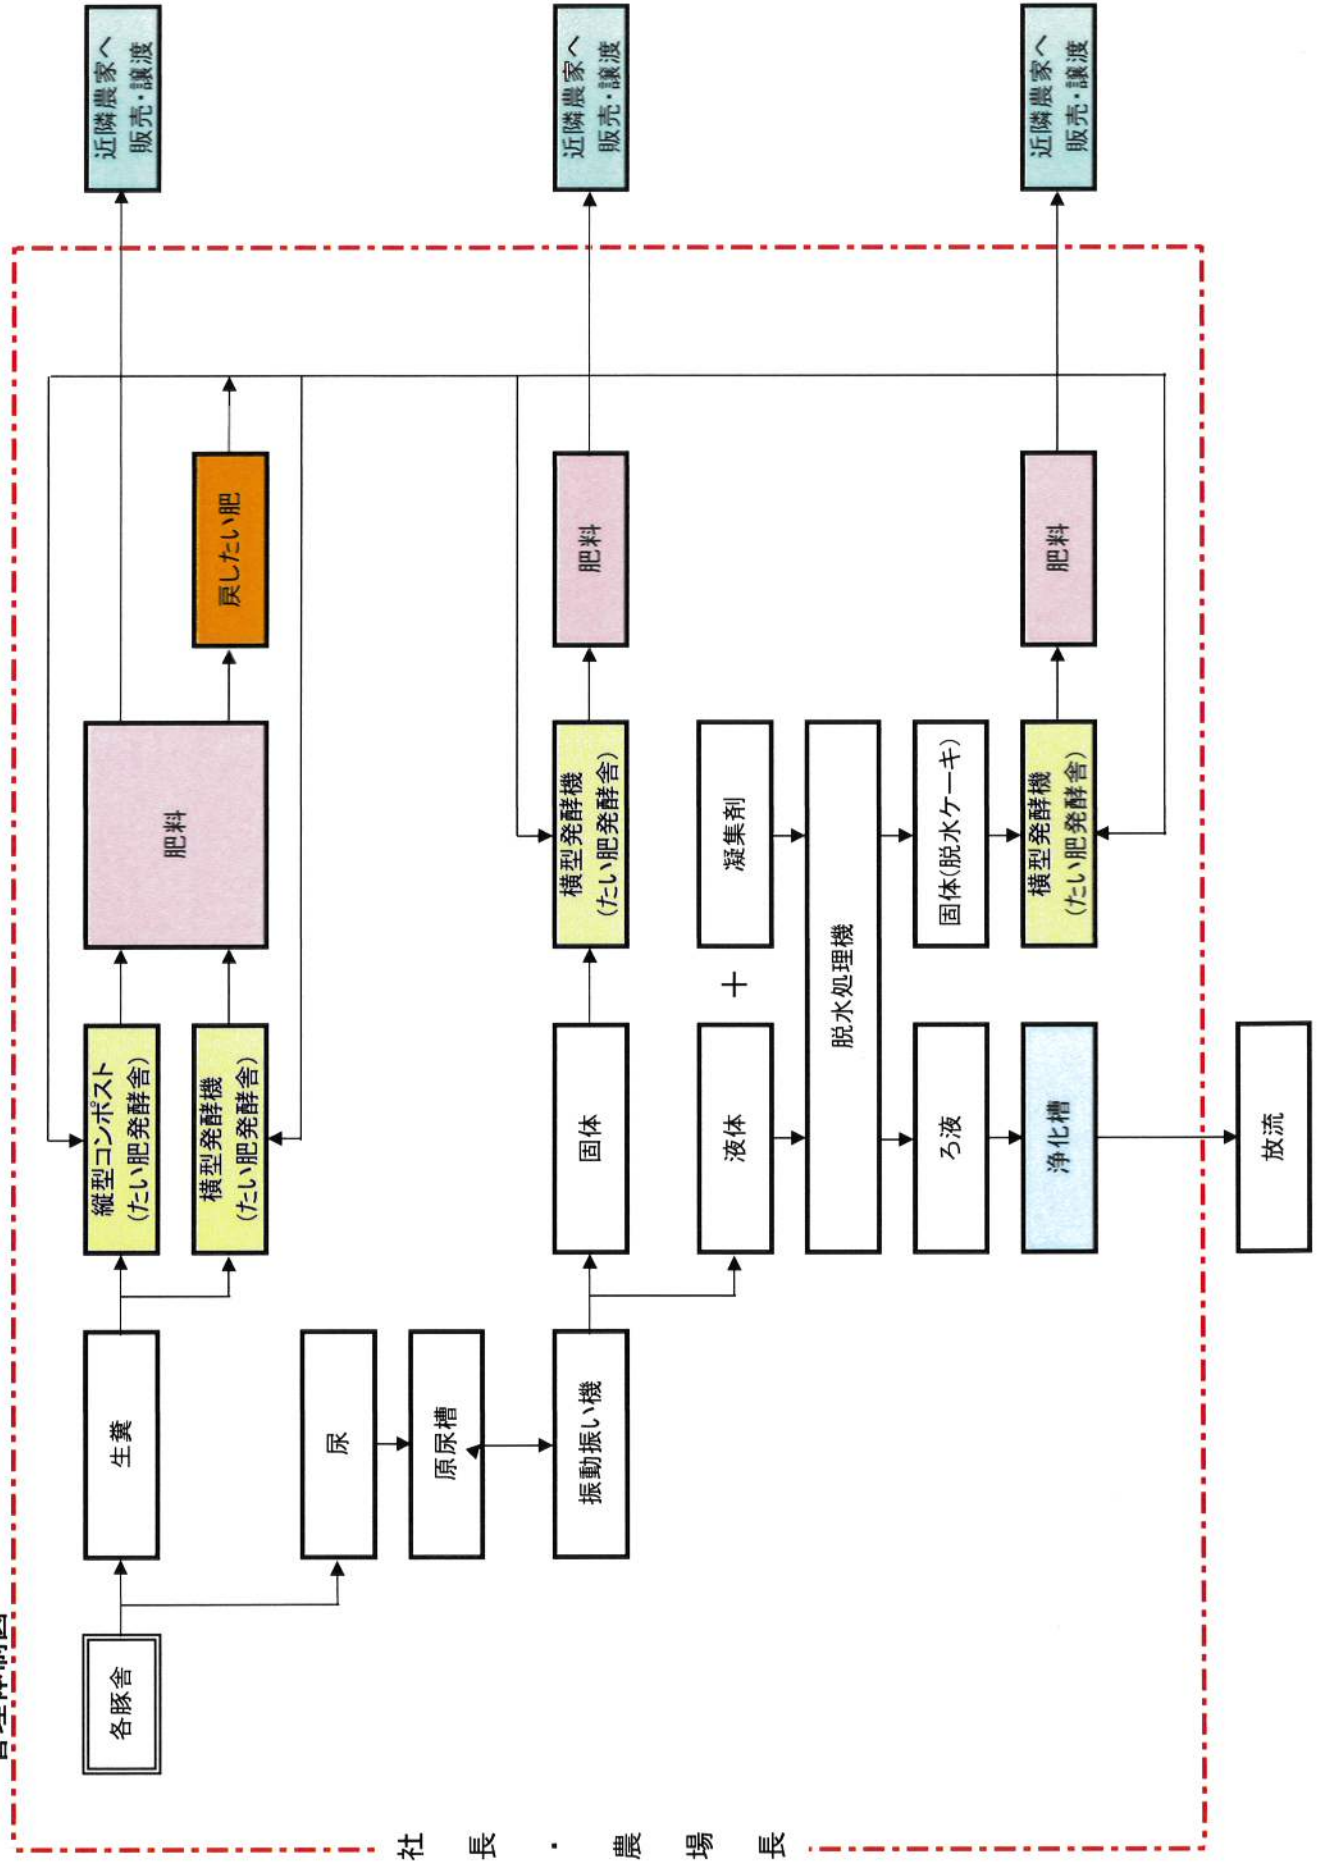 管理体制図
各豚舎
生糞
縦型コンポスト
(たい肥発酵舎)
肥料
近隣農家へ
販売・譲渡
横型発酵機
(たい肥発酵舎)
戻したい肥
尿
原尿槽
振動振い機
固体
横型発酵機
(たい肥発酵舎)
肥料
近隣農家へ
販売・譲渡
液体
＋
凝集剤
脱水処理機
ろ液
固体(脱水ケーキ)
浄化槽
横型発酵機
(たい肥発酵舎)
肥料
近隣農家へ
販売・譲渡
放流
社長・農場長